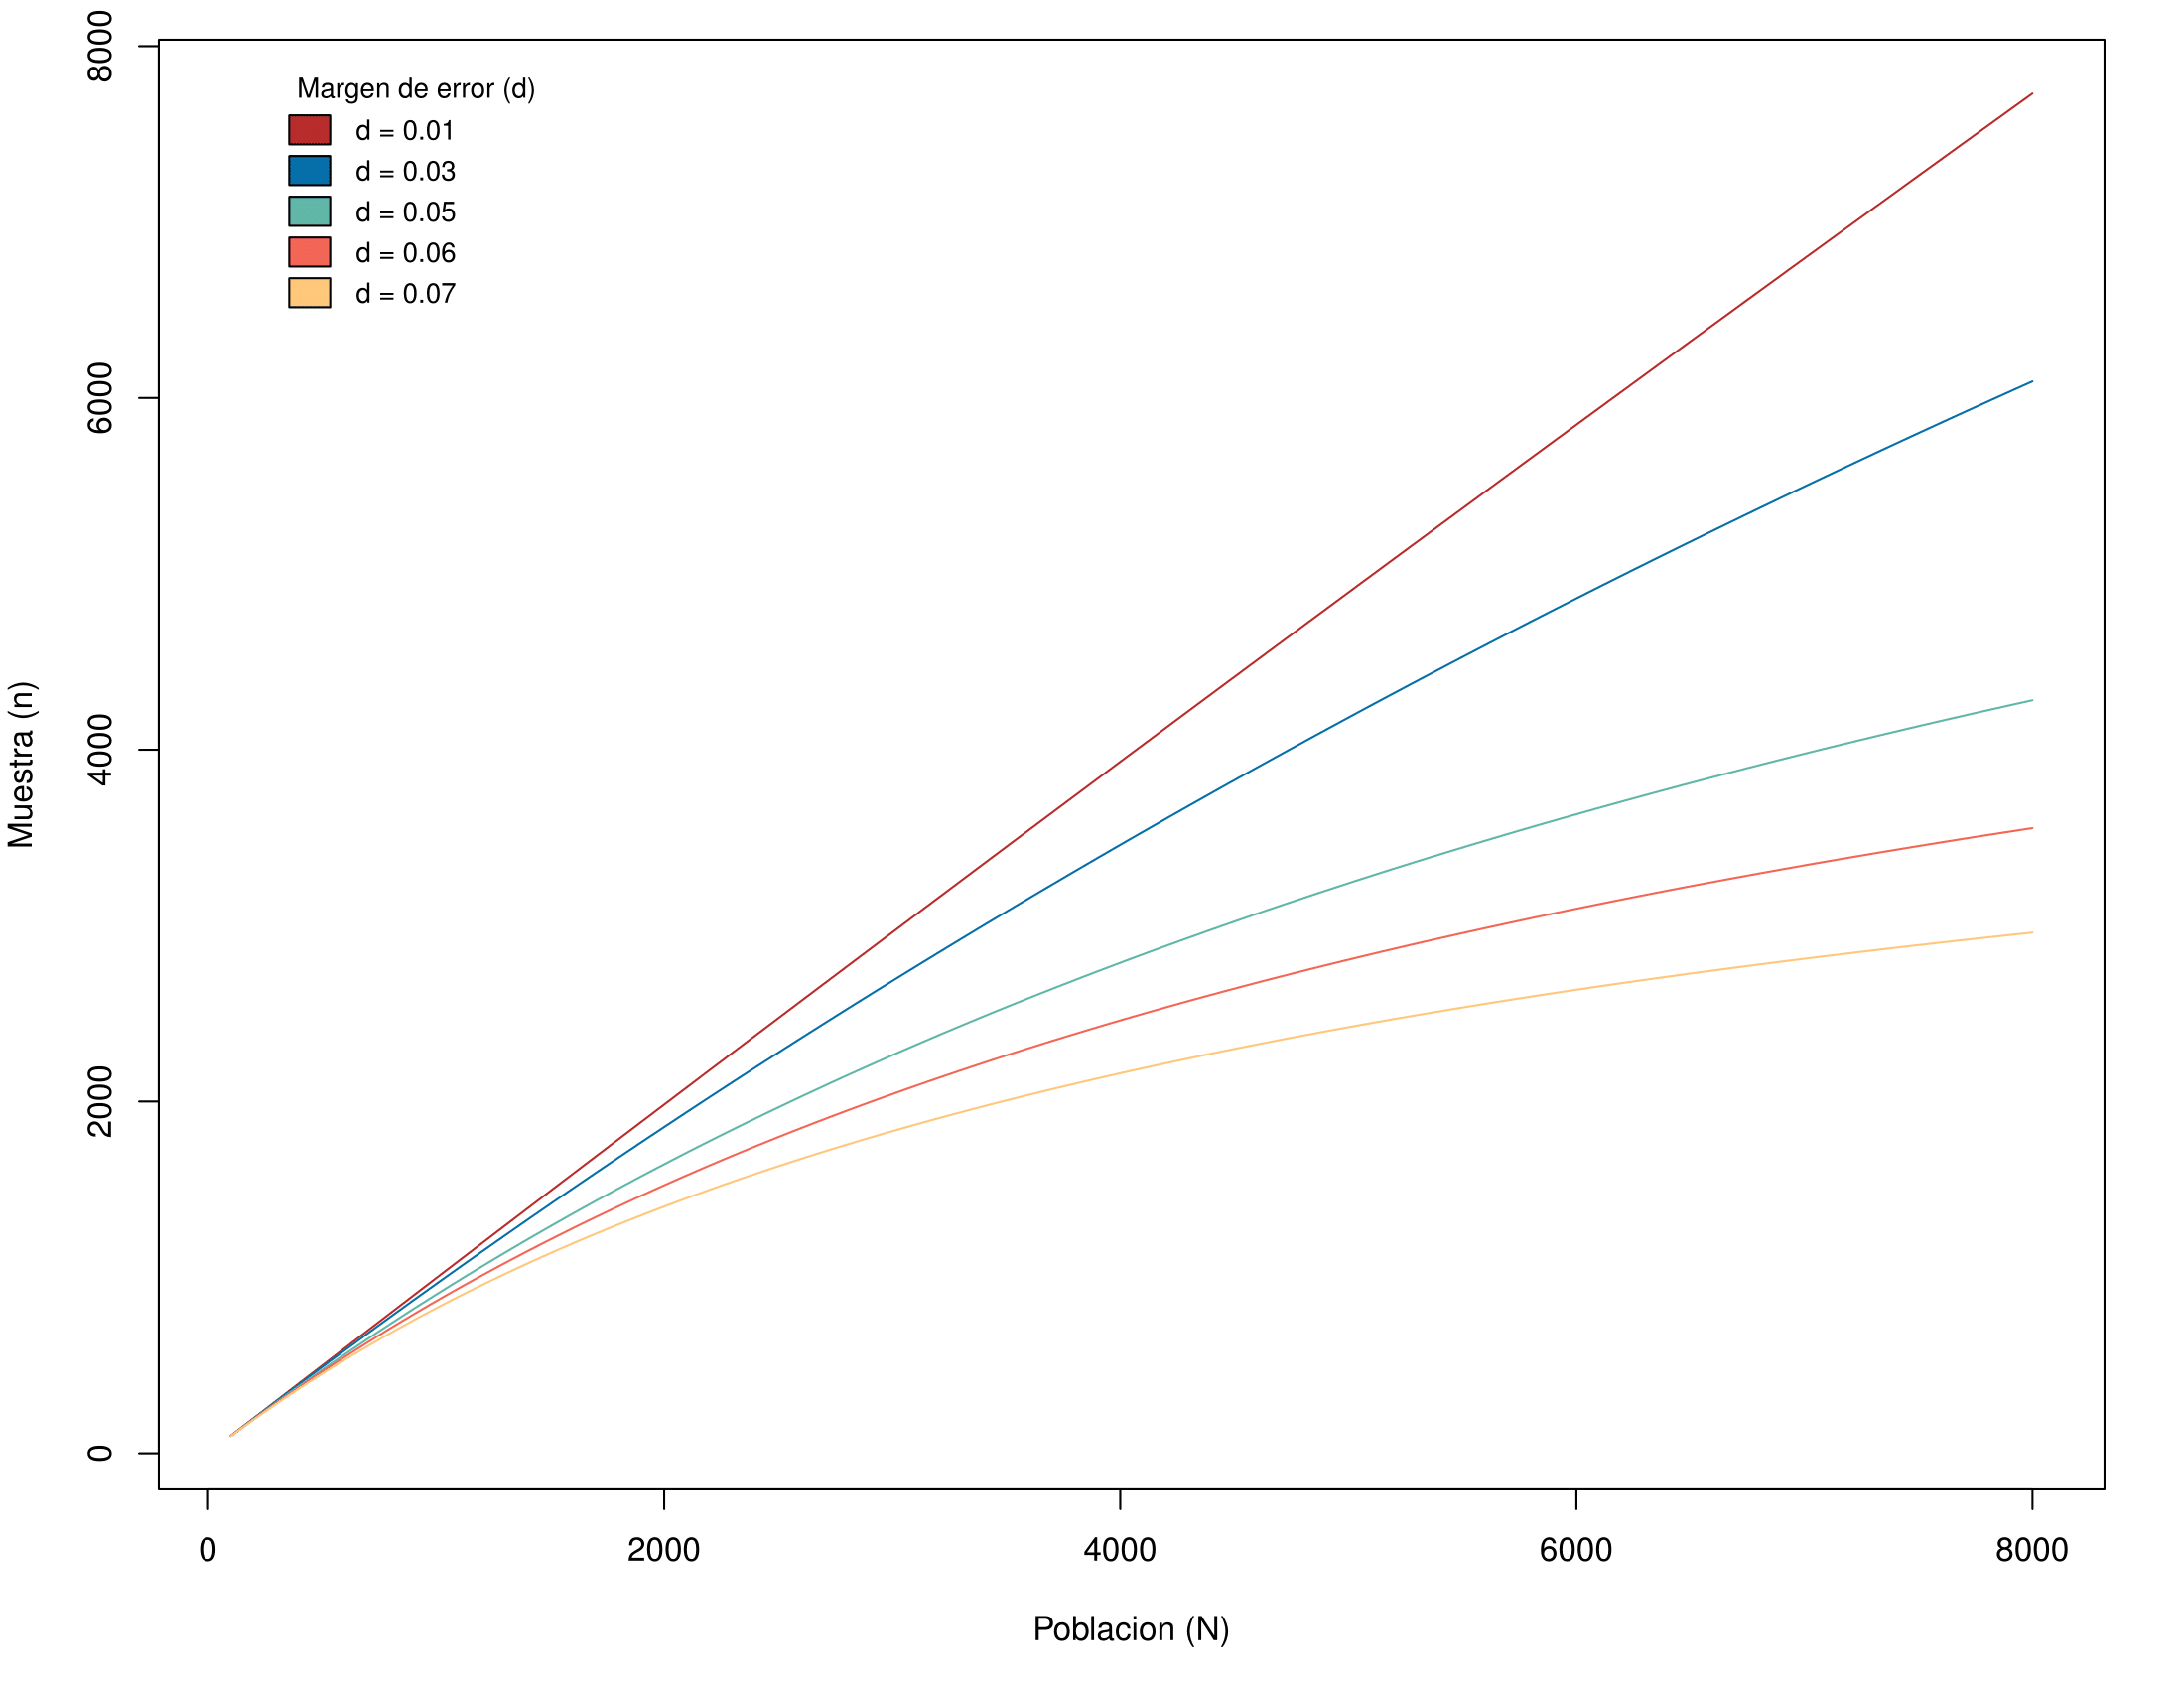 Margen de error (d)
d = 0.01
d = 0.03
d = 0.05
d = 0.06
d = 0.07
8000
6000
4000
2000
0
Muestra (n)
0 2000 4000 6000 8000
Poblacion (N)